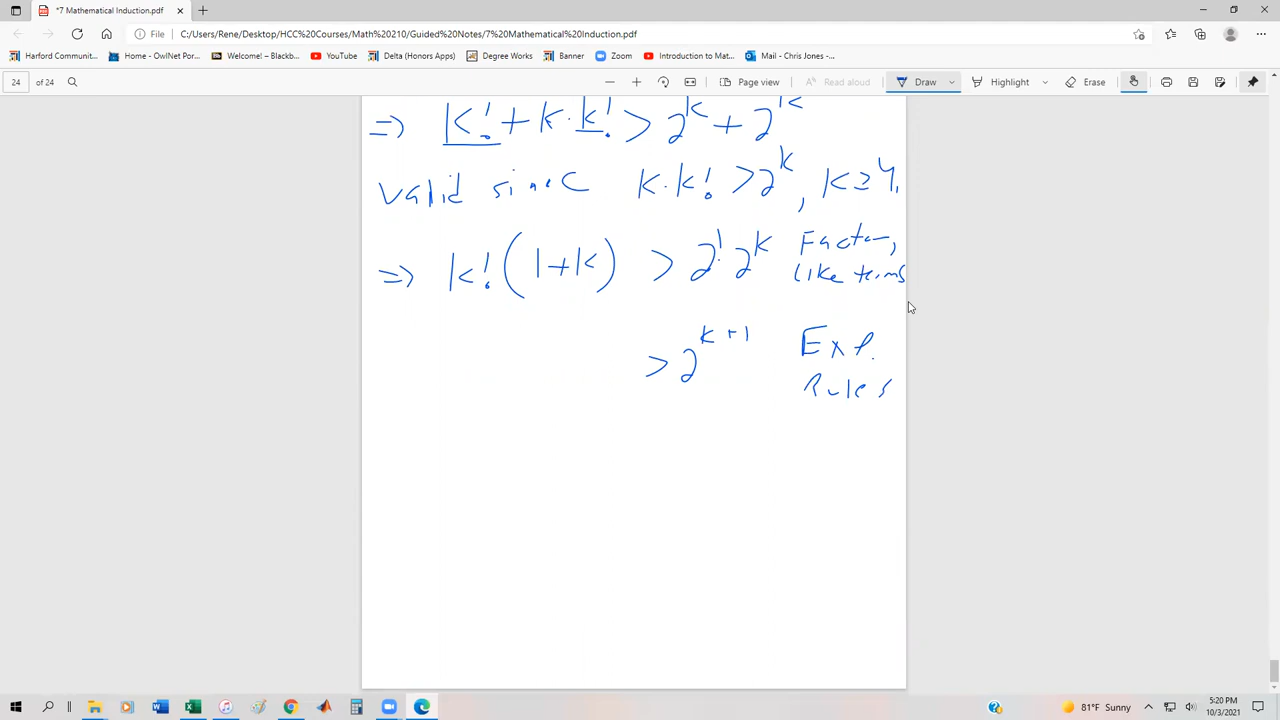 *7 Mathematical Induction.pdf
File
C:/Users/Rene/Desktop/HCC%20Courses/Math%20210/Guided%20Notes/7%20Mathematical%20Induction.pdf
Harford Communit...
Home - OwlNet Por...
Welcome! – Blackb...
YouTube
Delta (Honors Apps)
Degree Works
Banner
Zoom
Introduction to Mat...
Mail - Chris Jones -...
24 of 24
Page view
Read aloud
Draw
Highlight
Erase
=> k! + k · k! > 2^k + 2^k
valid since k · k! > 2^k, k ≥ 4.
=> k! (1+k) > 2^1 · 2^k Factor,
like terms
> 2^{k+1} Exp.
Rules
81°F Sunny
5:20 PM
10/3/2021